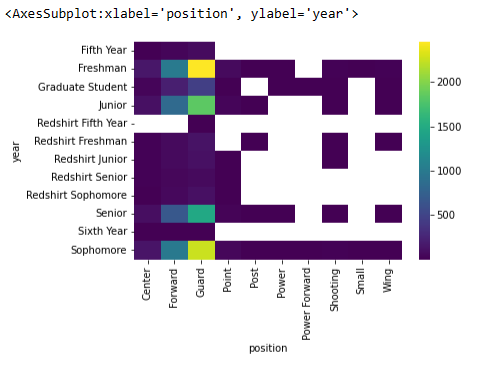 <AxesSubplot:xlabel='position', ylabel='year'>
Fifth Year
Freshman
Graduate Student
Junior
Redshirt Fifth Year
Redshirt Freshman
Redshirt Junior
Redshirt Senior
Redshirt Sophomore
Senior
Sixth Year
Sophomore
year
Center
Forward
Guard
Point
Post
Power
Power Forward
Shooting
Small
Wing
position
2000
1500
1000
500